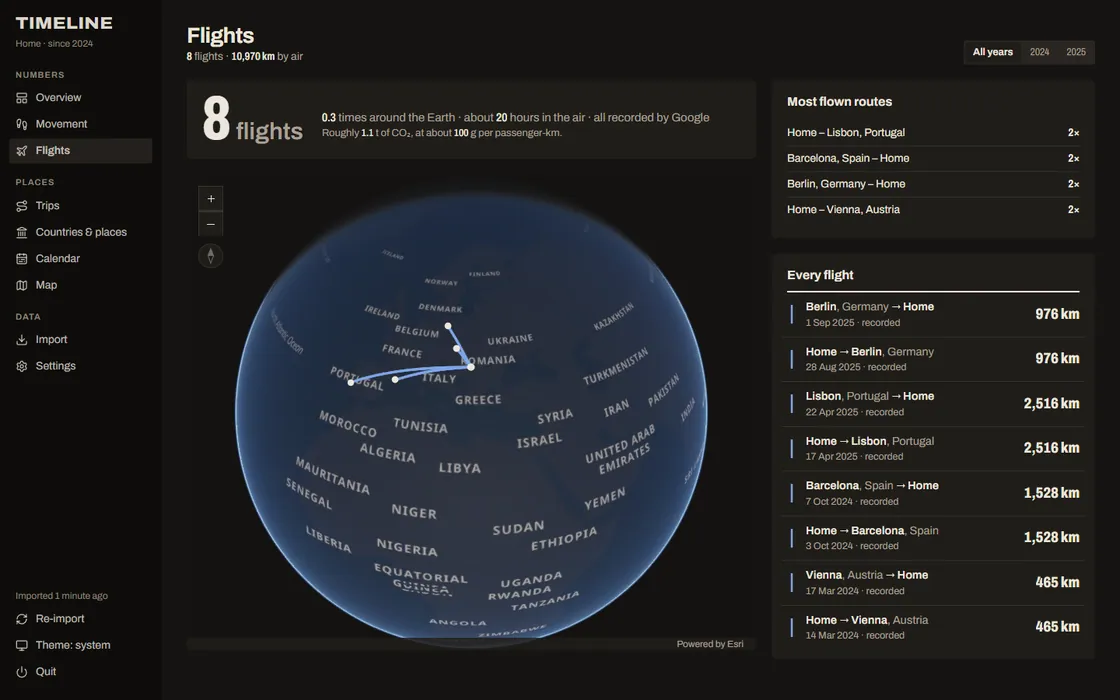 TIMELINE
Home · since 2024
NUMBERS
Overview
Movement
Flights
PLACES
Trips
Countries & places
Calendar
Map
DATA
Import
Settings
Imported 1 minute ago
Re-import
Theme: system
Quit
Flights
8 flights · 10,970 km by air
All years 2024 2025
8 flights
0.3 times around the Earth · about 20 hours in the air · all recorded by Google
Roughly 1.1 t of CO₂, at about 100 g per passenger-km.
+
−
ICELAND
FINLAND
NORWAY
DENMARK
IRELAND
BELGIUM
KAZAKHSTAN
UKRAINE
FRANCE
ROMANIA
PORTUGAL
ITALY
TURKMENISTAN
PAKISTAN
GREECE
INDIA
IRAN
SYRIA
MOROCCO
TUNISIA
ISRAEL
ALGERIA
LIBYA
UNITED ARAB
EMIRATES
MAURITANIA
SENEGAL
YEMEN
NIGER
SUDAN
LIBERIA
NIGERIA
ETHIOPIA
EQUATORIAL
GUINEA
UGANDA
RWANDA
TANZANIA
ANGOLA
ZIMBABWE
Powered by Esri
Most flown routes
Home – Lisbon, Portugal 2×
Barcelona, Spain – Home 2×
Berlin, Germany – Home 2×
Home – Vienna, Austria 2×
Every flight
Berlin, Germany → Home 976 km
1 Sep 2025 · recorded
Home → Berlin, Germany 976 km
28 Aug 2025 · recorded
Lisbon, Portugal → Home 2,516 km
22 Apr 2025 · recorded
Home → Lisbon, Portugal 2,516 km
17 Apr 2025 · recorded
Barcelona, Spain → Home 1,528 km
7 Oct 2024 · recorded
Home → Barcelona, Spain 1,528 km
3 Oct 2024 · recorded
Vienna, Austria → Home 465 km
17 Mar 2024 · recorded
Home → Vienna, Austria 465 km
14 Mar 2024 · recorded